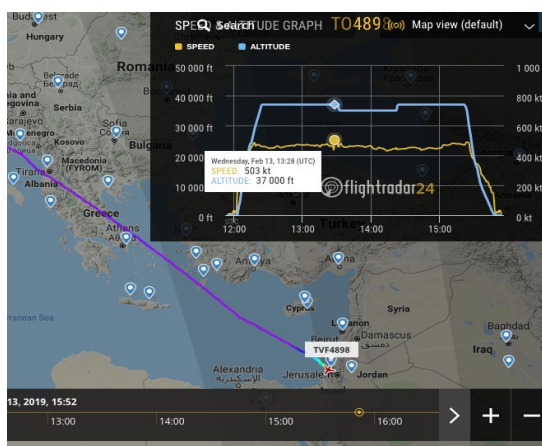 SPEED & ALTITUDE GRAPH
Search
TO4898
Map view (default)
SPEED
ALTITUDE
50 000 ft
40 000 ft
30 000 ft
20 000 ft
10 000 ft
0 ft
1 000
800 kt
600 kt
400 kt
200 kt
0 kt
UTC
12:00
13:00
14:00
15:00
Wednesday, Feb 13, 13:28 (UTC)
SPEED: 503 kt
ALTITUDE: 37 000 ft
flightradar24
Budapest
Hungary
Romania
Belgrade
Београд
Sarajevo
Serbia
Sofia
София
Kosovo
Bulgaria
Macedonia
(FYROM)
Tirana
Albania
Greece
Athens
Αθήνα
Turkey
Antalya
Adana
Cyprus
Syria
Lebanon
Beirut
Damascus
دمشق
Baghdad
Iraq
TVF4898
Alexandria
الإسكندرية
Jerusalem
Jordan
13, 2019, 15:52
13:00
14:00
15:00
16:00